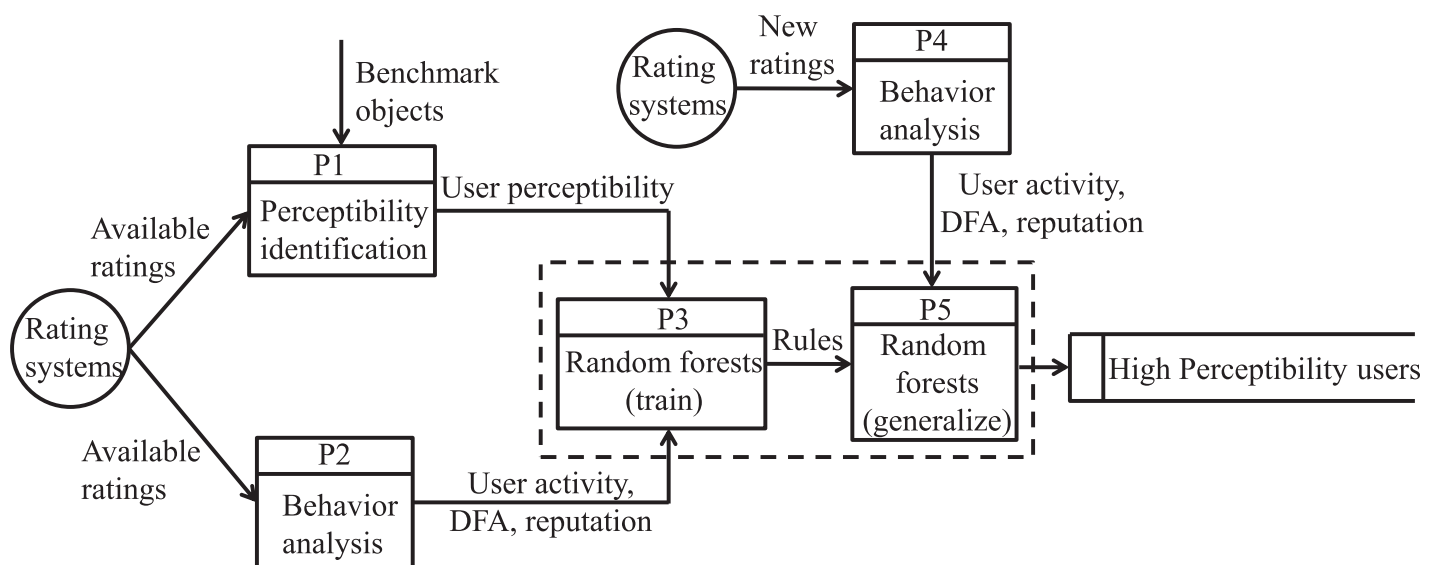 New
ratings
Rating
systems
P4
Behavior
analysis
Benchmark
objects
P1
Perceptibility
identification
User perceptibility
User activity,
DFA, reputation
Available
ratings
Rating
systems
P3
Random forests
(train)
Rules
P5
Random
forests
(generalize)
High Perceptibility users
Available
ratings
P2
Behavior
analysis
User activity,
DFA, reputation